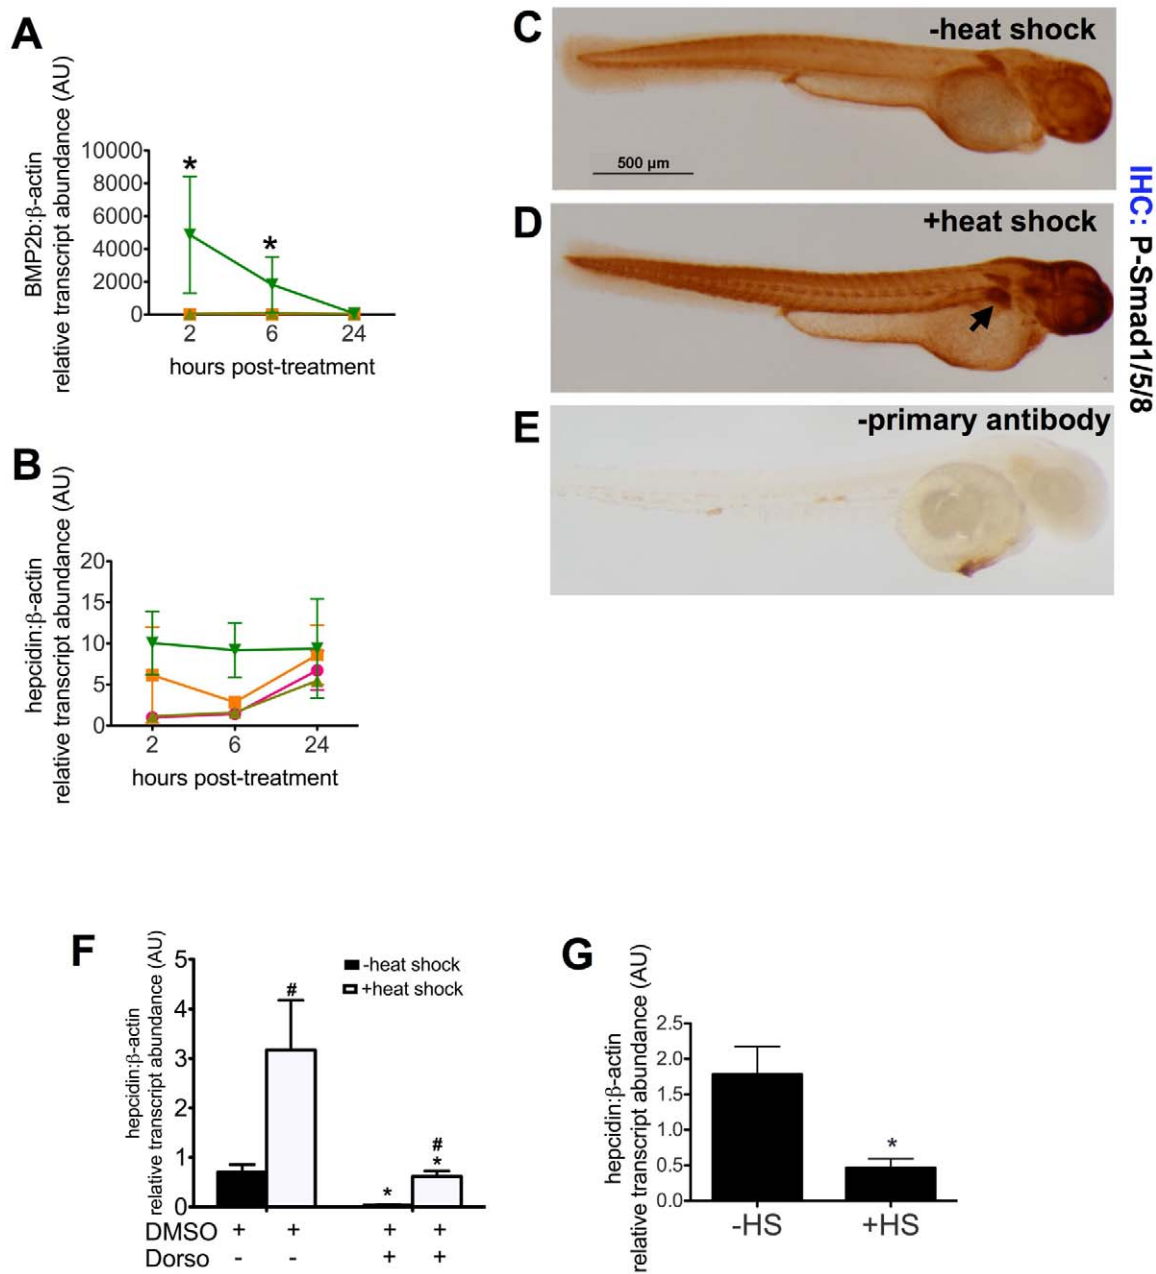 A
BMP2b:β-actin
relative transcript abundance (AU)
10000
8000
6000
4000
2000
0
*
*
2 6 24
hours post-treatment
B
hepcidin:β-actin
relative transcript abundance (AU)
20
15
10
5
0
2 6 24
hours post-treatment
C
-heat shock
500 µm
D
+heat shock
E
-primary antibody
IHC: P-Smad1/5/8
F
hepcidin:β-actin
relative transcript abundance (AU)
5
4
3
2
1
0
-heat shock
+heat shock
#
*
#
*
DMSO + + + +
Dorso - - + +
G
hepcidin:β-actin
relative transcript abundance (AU)
2.5
2.0
1.5
1.0
0.5
0.0
*
-HS +HS